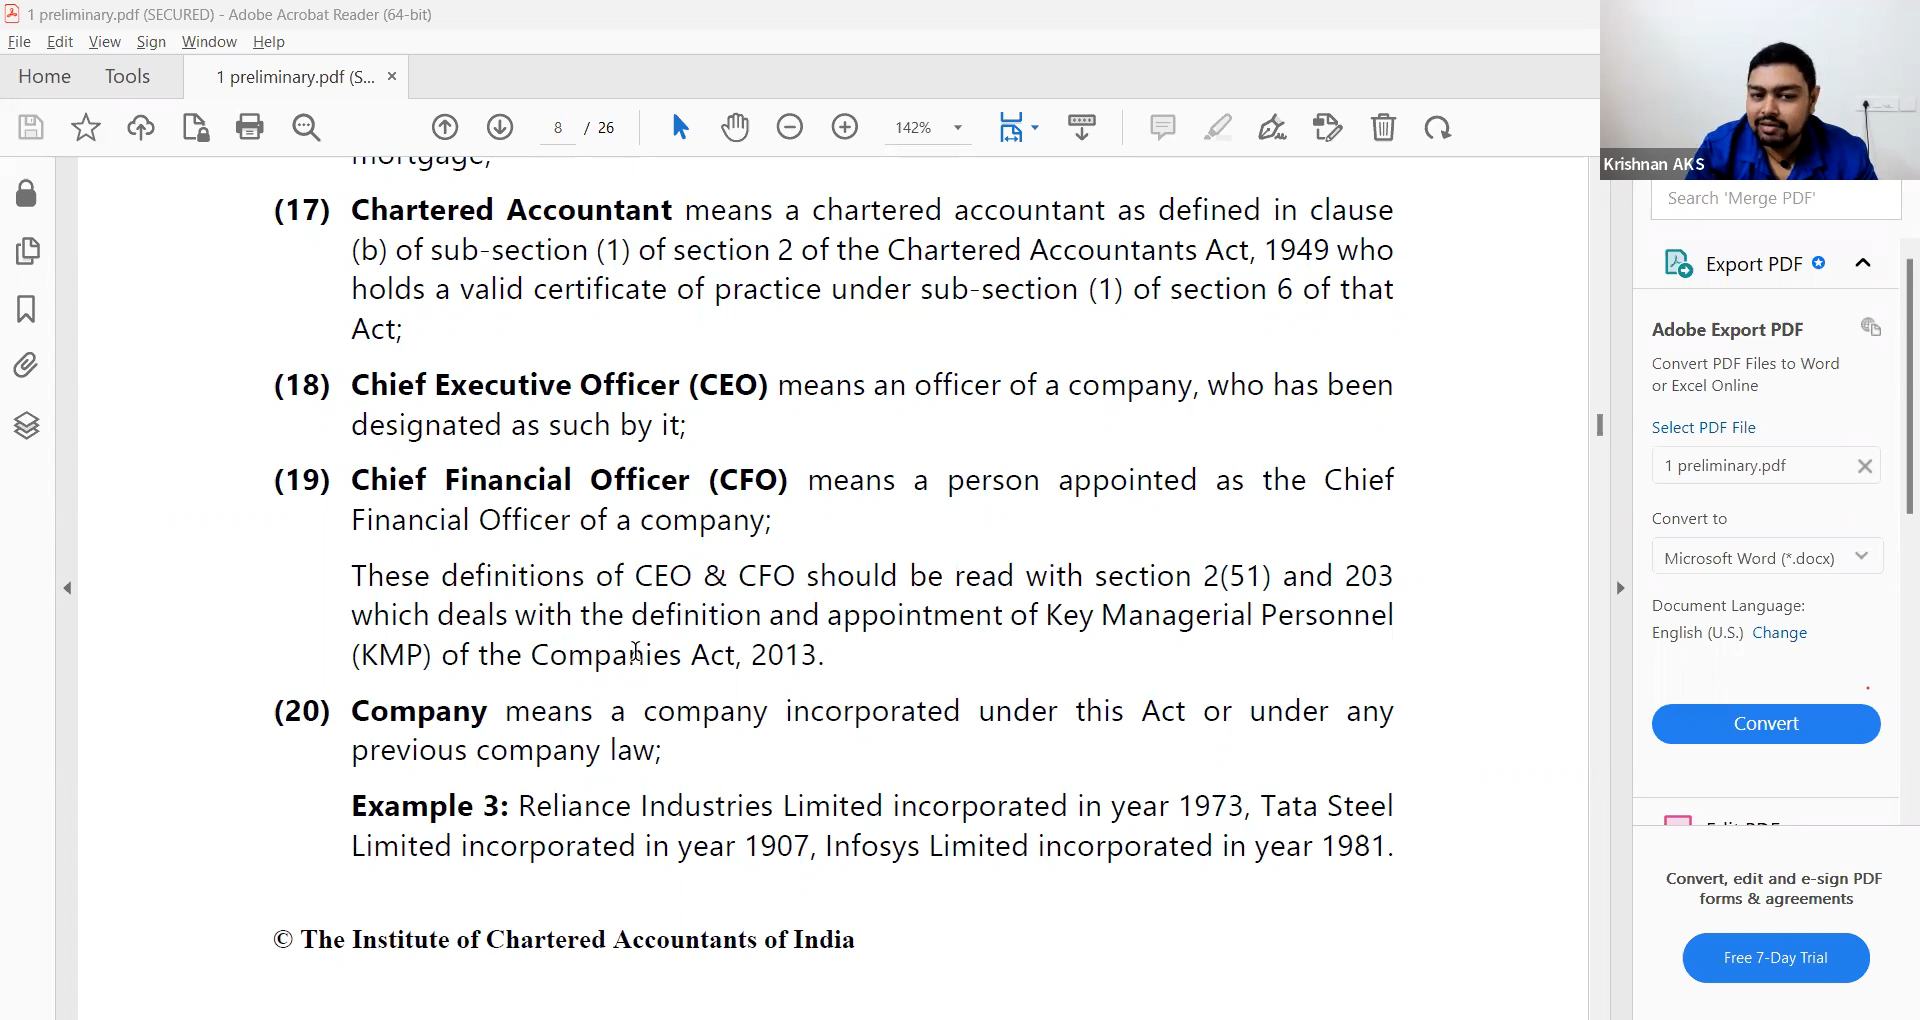 1 preliminary.pdf (SECURED) - Adobe Acrobat Reader (64-bit)
File Edit View Sign Window Help
Home Tools 1 preliminary.pdf (S... ×
8 / 26 142%
Krishnan AKS
mortgage;
(17) Chartered Accountant means a chartered accountant as defined in clause
(b) of sub-section (1) of section 2 of the Chartered Accountants Act, 1949 who
holds a valid certificate of practice under sub-section (1) of section 6 of that
Act;
(18) Chief Executive Officer (CEO) means an officer of a company, who has been
designated as such by it;
(19) Chief Financial Officer (CFO) means a person appointed as the Chief
Financial Officer of a company;
These definitions of CEO & CFO should be read with section 2(51) and 203
which deals with the definition and appointment of Key Managerial Personnel
(KMP) of the Companies Act, 2013.
(20) Company means a company incorporated under this Act or under any
previous company law;
Example 3: Reliance Industries Limited incorporated in year 1973, Tata Steel
Limited incorporated in year 1907, Infosys Limited incorporated in year 1981.
© The Institute of Chartered Accountants of India
Search 'Merge PDF'
Export PDF
Adobe Export PDF
Convert PDF Files to Word
or Excel Online
Select PDF File
1 preliminary.pdf
Convert to
Microsoft Word (*.docx)
Document Language:
English (U.S.) Change
Convert
Edit PDF
Convert, edit and e-sign PDF
forms & agreements
Free 7-Day Trial